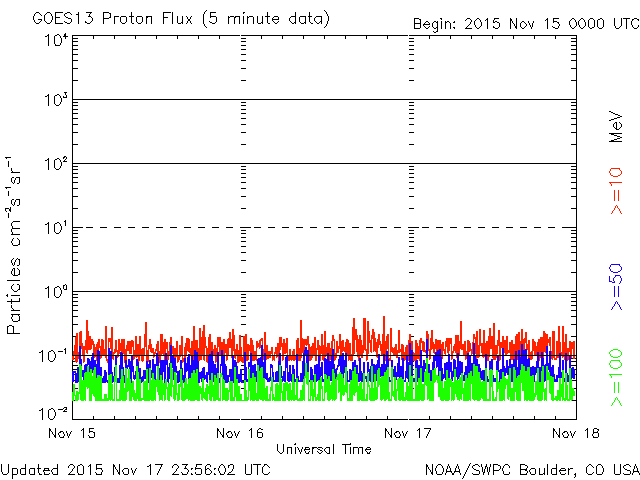 GOES13 Proton Flux (5 minute data)
Begin: 2015 Nov 15 0000 UTC
10⁴
10³
10²
10¹
10⁰
10⁻¹
10⁻²
Particles cm⁻²s⁻¹sr⁻¹
MeV
>=10
>=50
>=100
Nov 15 Nov 16 Nov 17 Nov 18
Universal Time
Updated 2015 Nov 17 23:56:02 UTC
NOAA/SWPC Boulder, CO USA